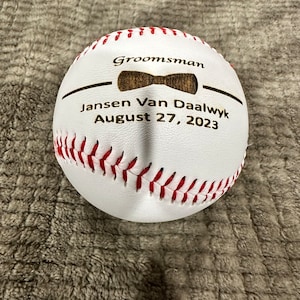 Groomsman
Jansen Van Daalwyk
August 27, 2023